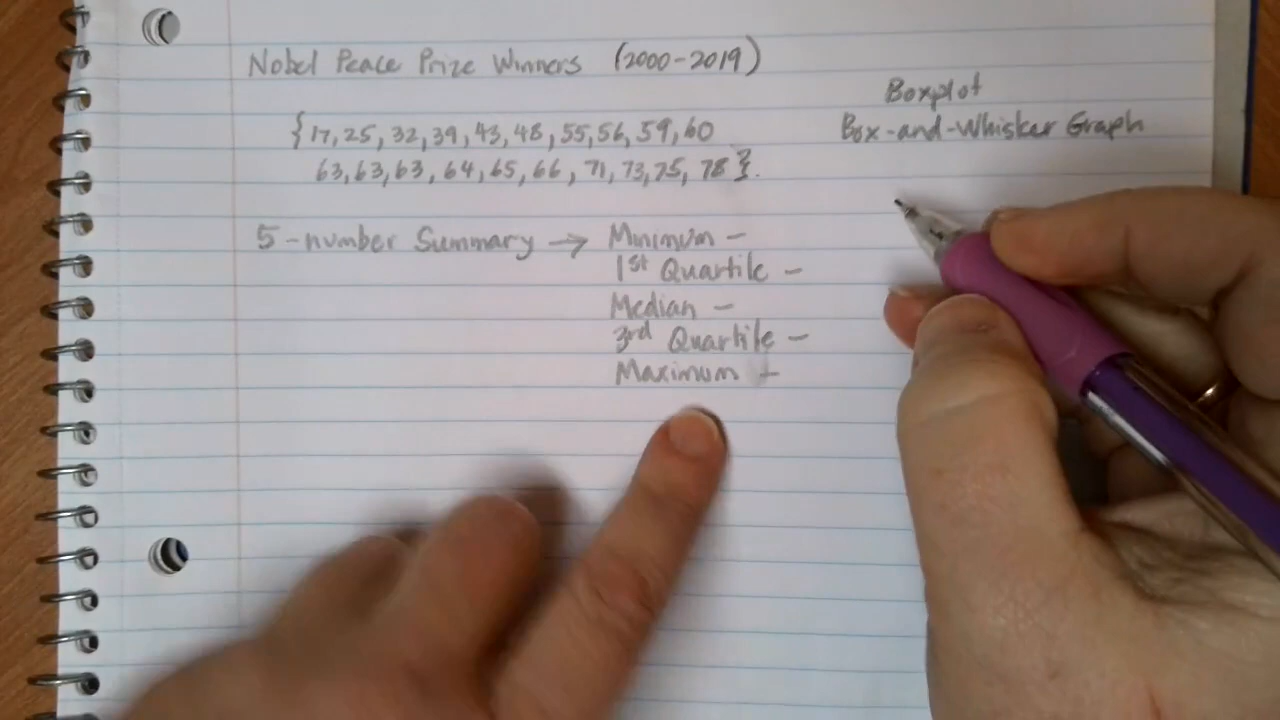 Nobel Peace Prize Winners (2000-2019)
Boxplot
Box-and-Whisker Graph
{17, 25, 32, 39, 43, 48, 55, 56, 59, 60
63, 63, 63, 64, 65, 66, 71, 73, 75, 78}.
5-number Summary → Minimum -
1st Quartile -
Median -
3rd Quartile -
Maximum -